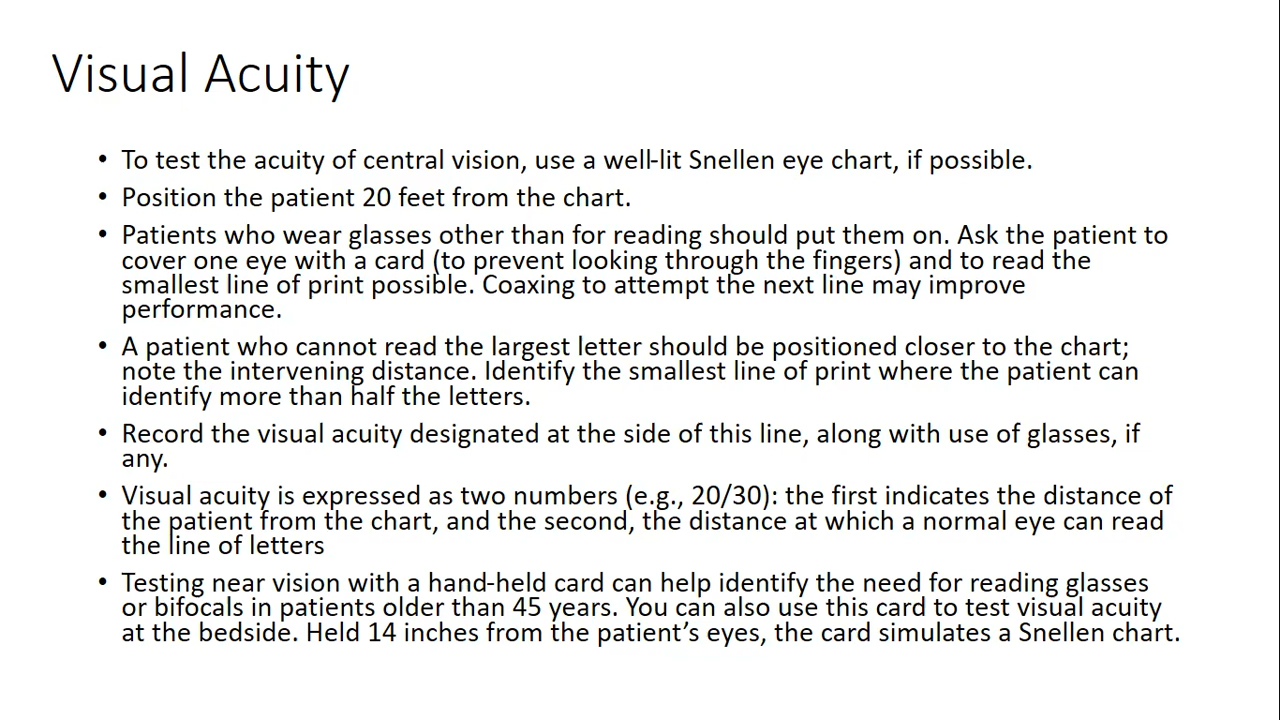 Visual Acuity
• To test the acuity of central vision, use a well-lit Snellen eye chart, if possible.
• Position the patient 20 feet from the chart.
• Patients who wear glasses other than for reading should put them on. Ask the patient to
cover one eye with a card (to prevent looking through the fingers) and to read the
smallest line of print possible. Coaxing to attempt the next line may improve
performance.
• A patient who cannot read the largest letter should be positioned closer to the chart;
note the intervening distance. Identify the smallest line of print where the patient can
identify more than half the letters.
• Record the visual acuity designated at the side of this line, along with use of glasses, if
any.
• Visual acuity is expressed as two numbers (e.g., 20/30): the first indicates the distance of
the patient from the chart, and the second, the distance at which a normal eye can read
the line of letters
• Testing near vision with a hand-held card can help identify the need for reading glasses
or bifocals in patients older than 45 years. You can also use this card to test visual acuity
at the bedside. Held 14 inches from the patient’s eyes, the card simulates a Snellen chart.